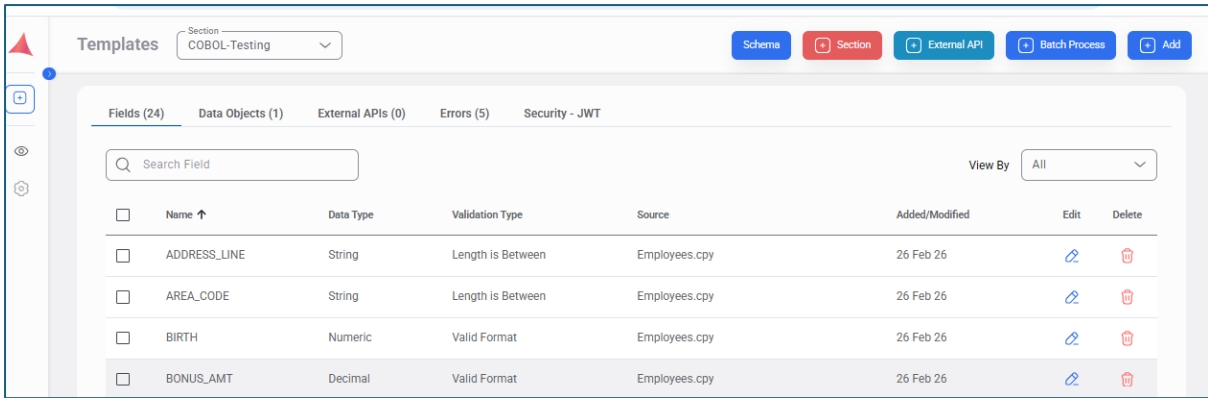 Templates
Section
COBOL-Testing
Schema
Section
External API
Batch Process
Add
Fields (24) Data Objects (1) External APIs (0) Errors (5) Security - JWT
Search Field
View By All
Name Data Type Validation Type Source Added/Modified Edit Delete
ADDRESS_LINE String Length is Between Employees.cpy 26 Feb 26
AREA_CODE String Length is Between Employees.cpy 26 Feb 26
BIRTH Numeric Valid Format Employees.cpy 26 Feb 26
BONUS_AMT Decimal Valid Format Employees.cpy 26 Feb 26